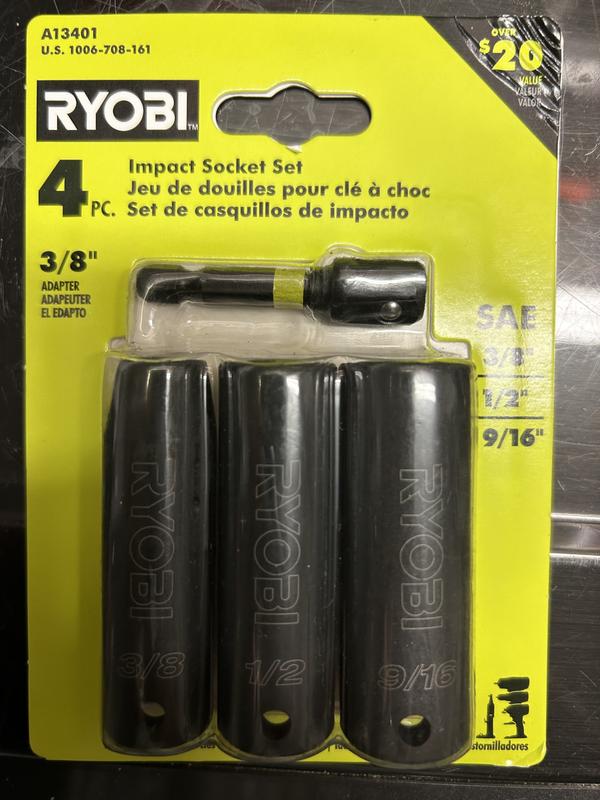 A13401
U.S. 1006-708-161
OVER
$20
VALUE
VALEUR
VALOR
RYOBI™
4 PC.
Impact Socket Set
Jeu de douilles pour clé à choc
Set de casquillos de impacto
3/8"
ADAPTER
ADAPEUTER
EL EDAPTO
SAE
3/8"
1/2"
9/16"
RYOBI
3/8
RYOBI
1/2
RYOBI
9/16